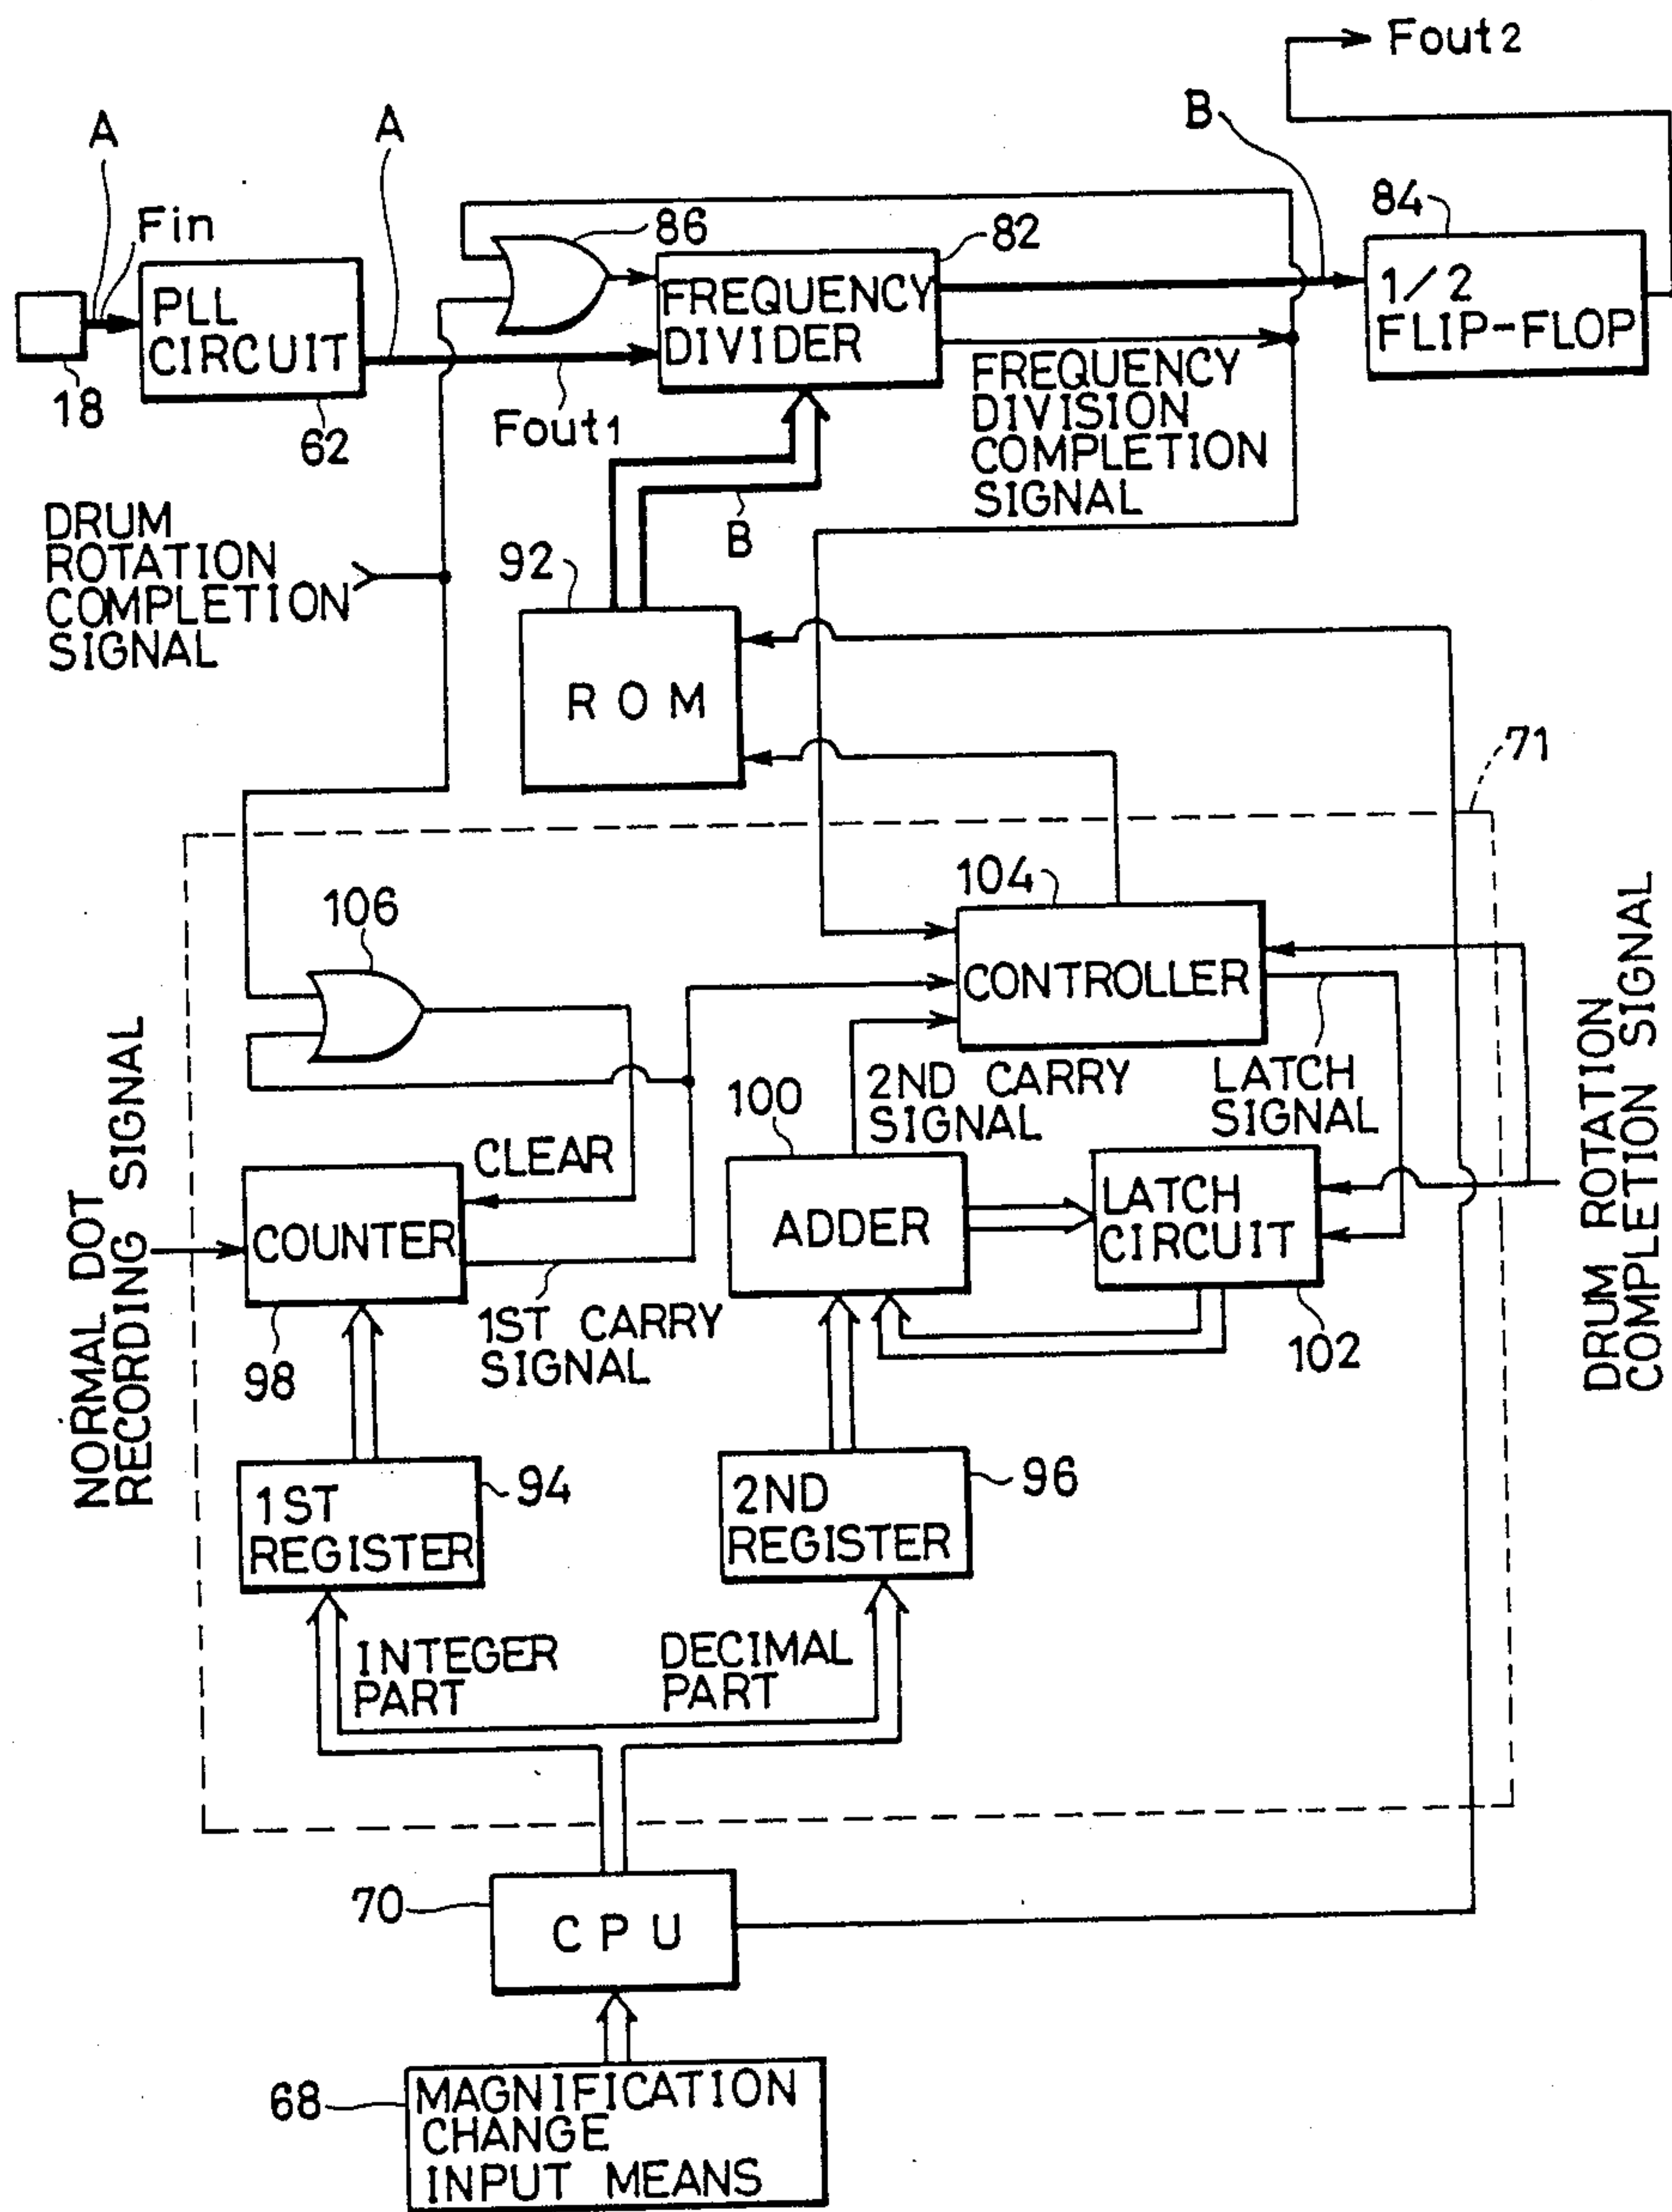 Fout2
A
A
B
Fin
86
82
84
PLL
CIRCUIT
FREQUENCY
DIVIDER
1/2
FLIP-FLOP
18
62
Fout1
FREQUENCY
DIVISION
COMPLETION
SIGNAL
B
DRUM
ROTATION
COMPLETION
SIGNAL
92
ROM
71
104
106
CONTROLLER
2ND CARRY
SIGNAL
LATCH
SIGNAL
100
CLEAR
NORMAL DOT
RECORDING SIGNAL
DRUM ROTATION
COMPLETION SIGNAL
COUNTER
ADDER
LATCH
CIRCUIT
98
1ST CARRY
SIGNAL
102
1ST
REGISTER
94
2ND
REGISTER
96
INTEGER
PART
DECIMAL
PART
70
CPU
68
MAGNIFICATION
CHANGE
INPUT MEANS